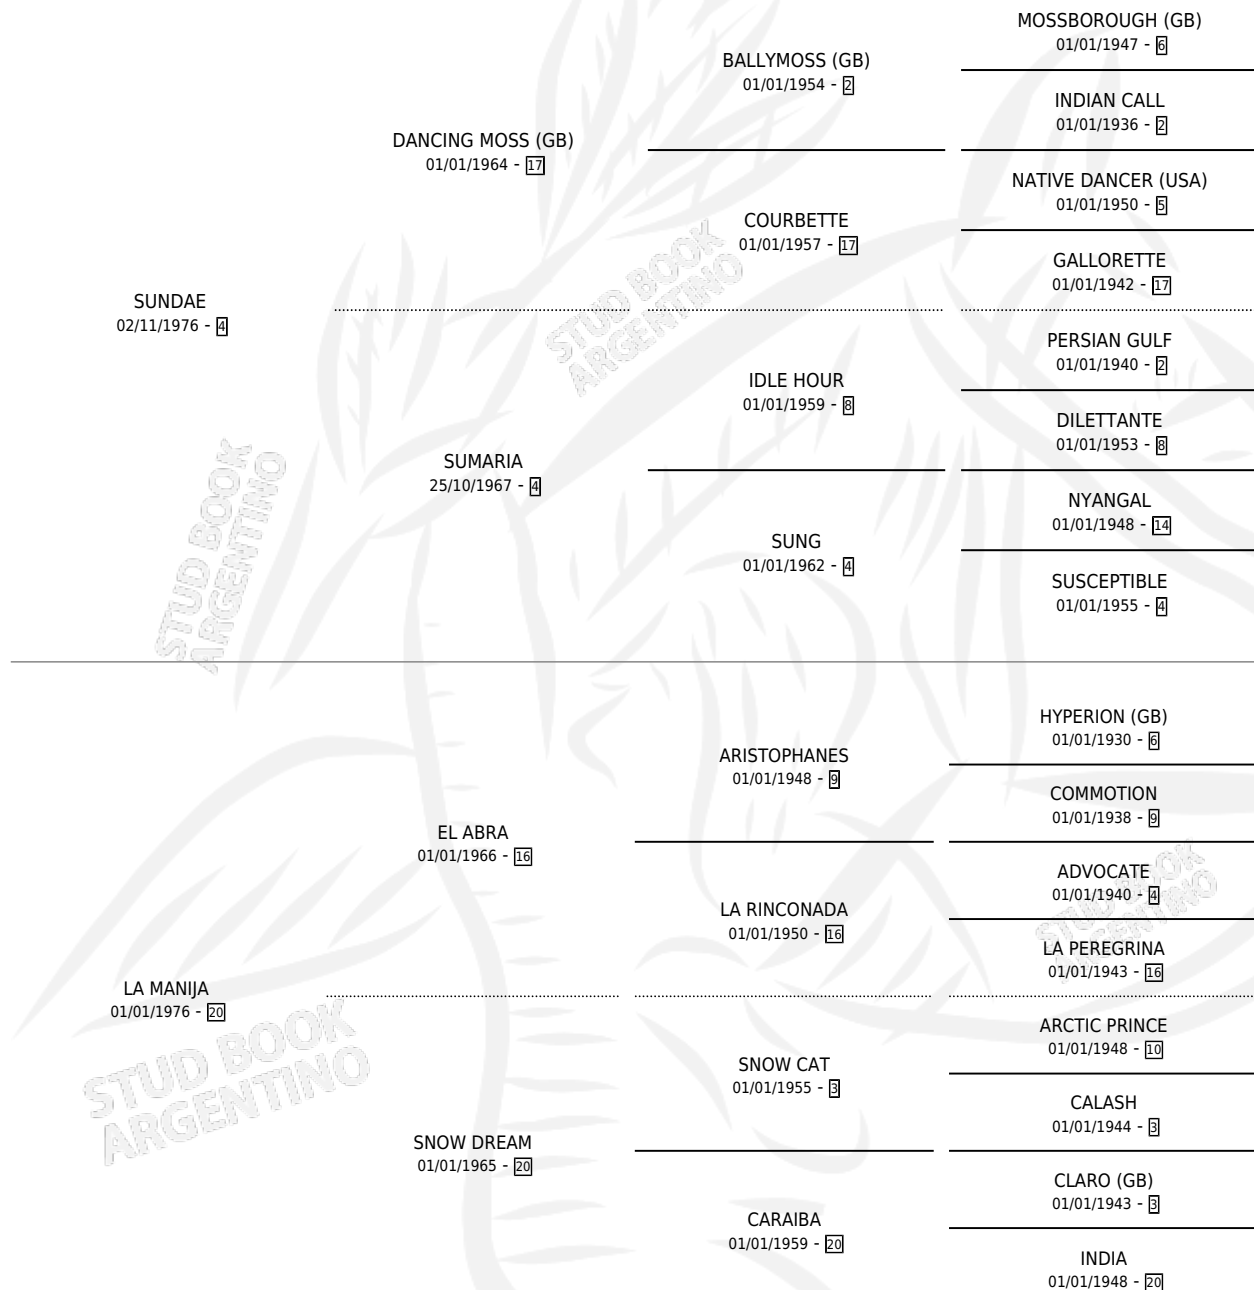 MOSSBOROUGH (GB)
01/01/1947 - 6
BALLYMOSS (GB)
01/01/1954 - 2
INDIAN CALL
01/01/1936 - 2
DANCING MOSS (GB)
01/01/1964 - 17
NATIVE DANCER (USA)
01/01/1950 - 5
COURBETTE
01/01/1957 - 17
GALLORETTE
01/01/1942 - 17
SUNDAE
02/11/1976 - 4
PERSIAN GULF
01/01/1940 - 2
IDLE HOUR
01/01/1959 - 8
DILETTANTE
01/01/1953 - 8
SUMARIA
25/10/1967 - 4
NYANGAL
01/01/1948 - 14
SUNG
01/01/1962 - 4
SUSCEPTIBLE
01/01/1955 - 4
HYPERION (GB)
01/01/1930 - 6
ARISTOPHANES
01/01/1948 - 9
COMMOTION
01/01/1938 - 9
EL ABRA
01/01/1966 - 16
ADVOCATE
01/01/1940 - 4
LA RINCONADA
01/01/1950 - 16
LA PEREGRINA
01/01/1943 - 16
LA MANIJA
01/01/1976 - 20
ARCTIC PRINCE
01/01/1948 - 10
SNOW CAT
01/01/1955 - 3
CALASH
01/01/1944 - 3
SNOW DREAM
01/01/1965 - 20
CLARO (GB)
01/01/1943 - 3
CARAIBA
01/01/1959 - 20
INDIA
01/01/1948 - 20
STUD BOOK
ARGENTINO
STUD BOOK
ARGENTINO
STUD BOOK
ARGENTINO
STUD BOOK
ARGENTINO